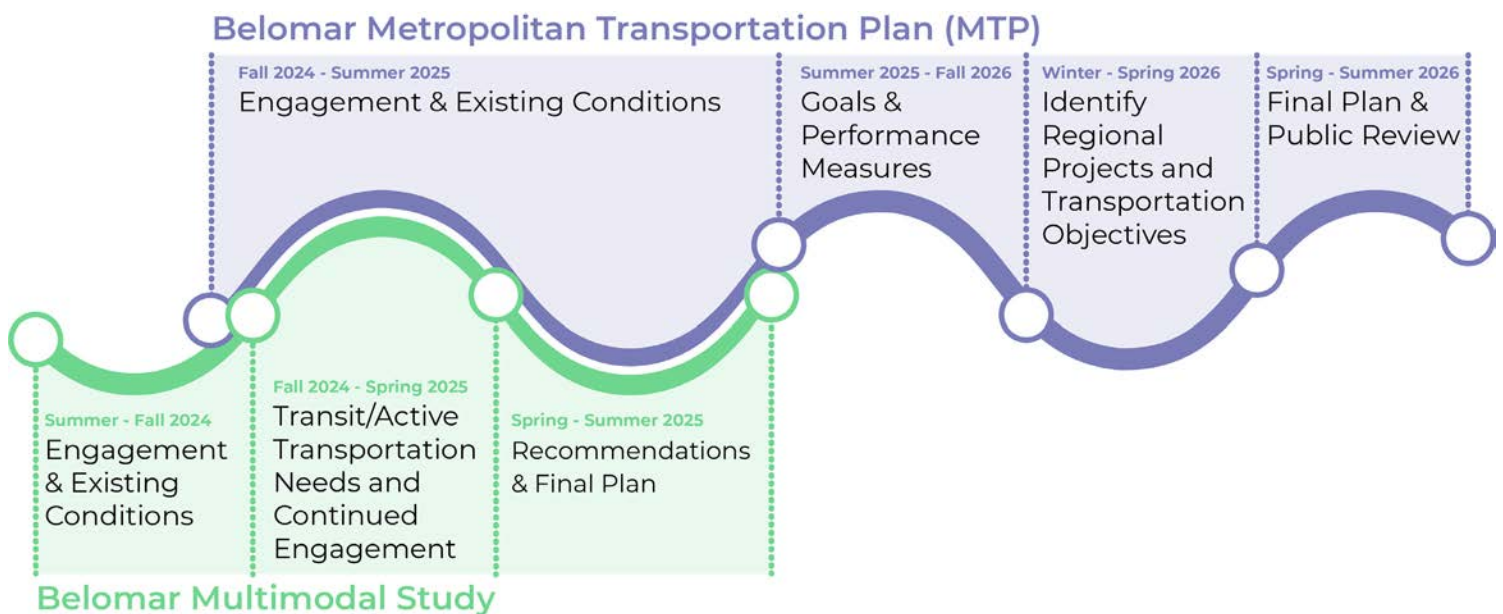 Belomar Metropolitan Transportation Plan (MTP)
Fall 2024 - Summer 2025
Engagement & Existing Conditions
Summer 2025 - Fall 2026
Goals &
Performance
Measures
Winter - Spring 2026
Identify
Regional
Projects and
Transportation
Objectives
Spring - Summer 2026
Final Plan &
Public Review
Summer - Fall 2024
Engagement
& Existing
Conditions
Fall 2024 - Spring 2025
Transit/Active
Transportation
Needs and
Continued
Engagement
Spring - Summer 2025
Recommendations
& Final Plan
Belomar Multimodal Study